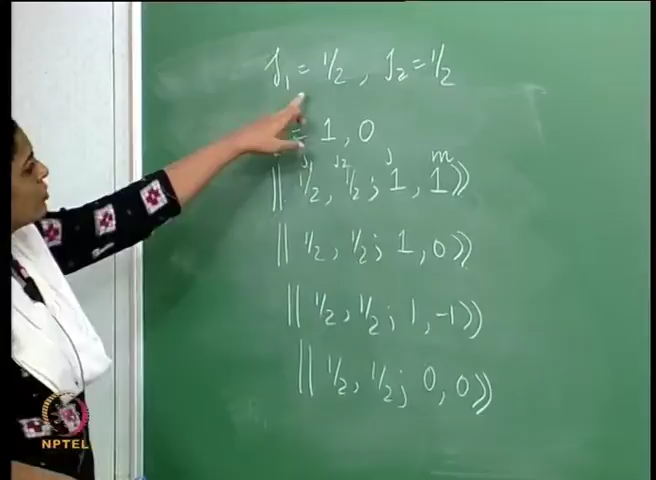 J₁ = 1/2 , J₂ = 1/2
= 1 , 0
j₁ j₂ j m
|| 1/2 , 1/2 ; 1 , 1 ⟩⟩
|| 1/2 , 1/2 ; 1 , 0 ⟩⟩
|| 1/2 , 1/2 ; 1 , -1 ⟩⟩
|| 1/2 , 1/2 ; 0 , 0 ⟩⟩
NPTEL